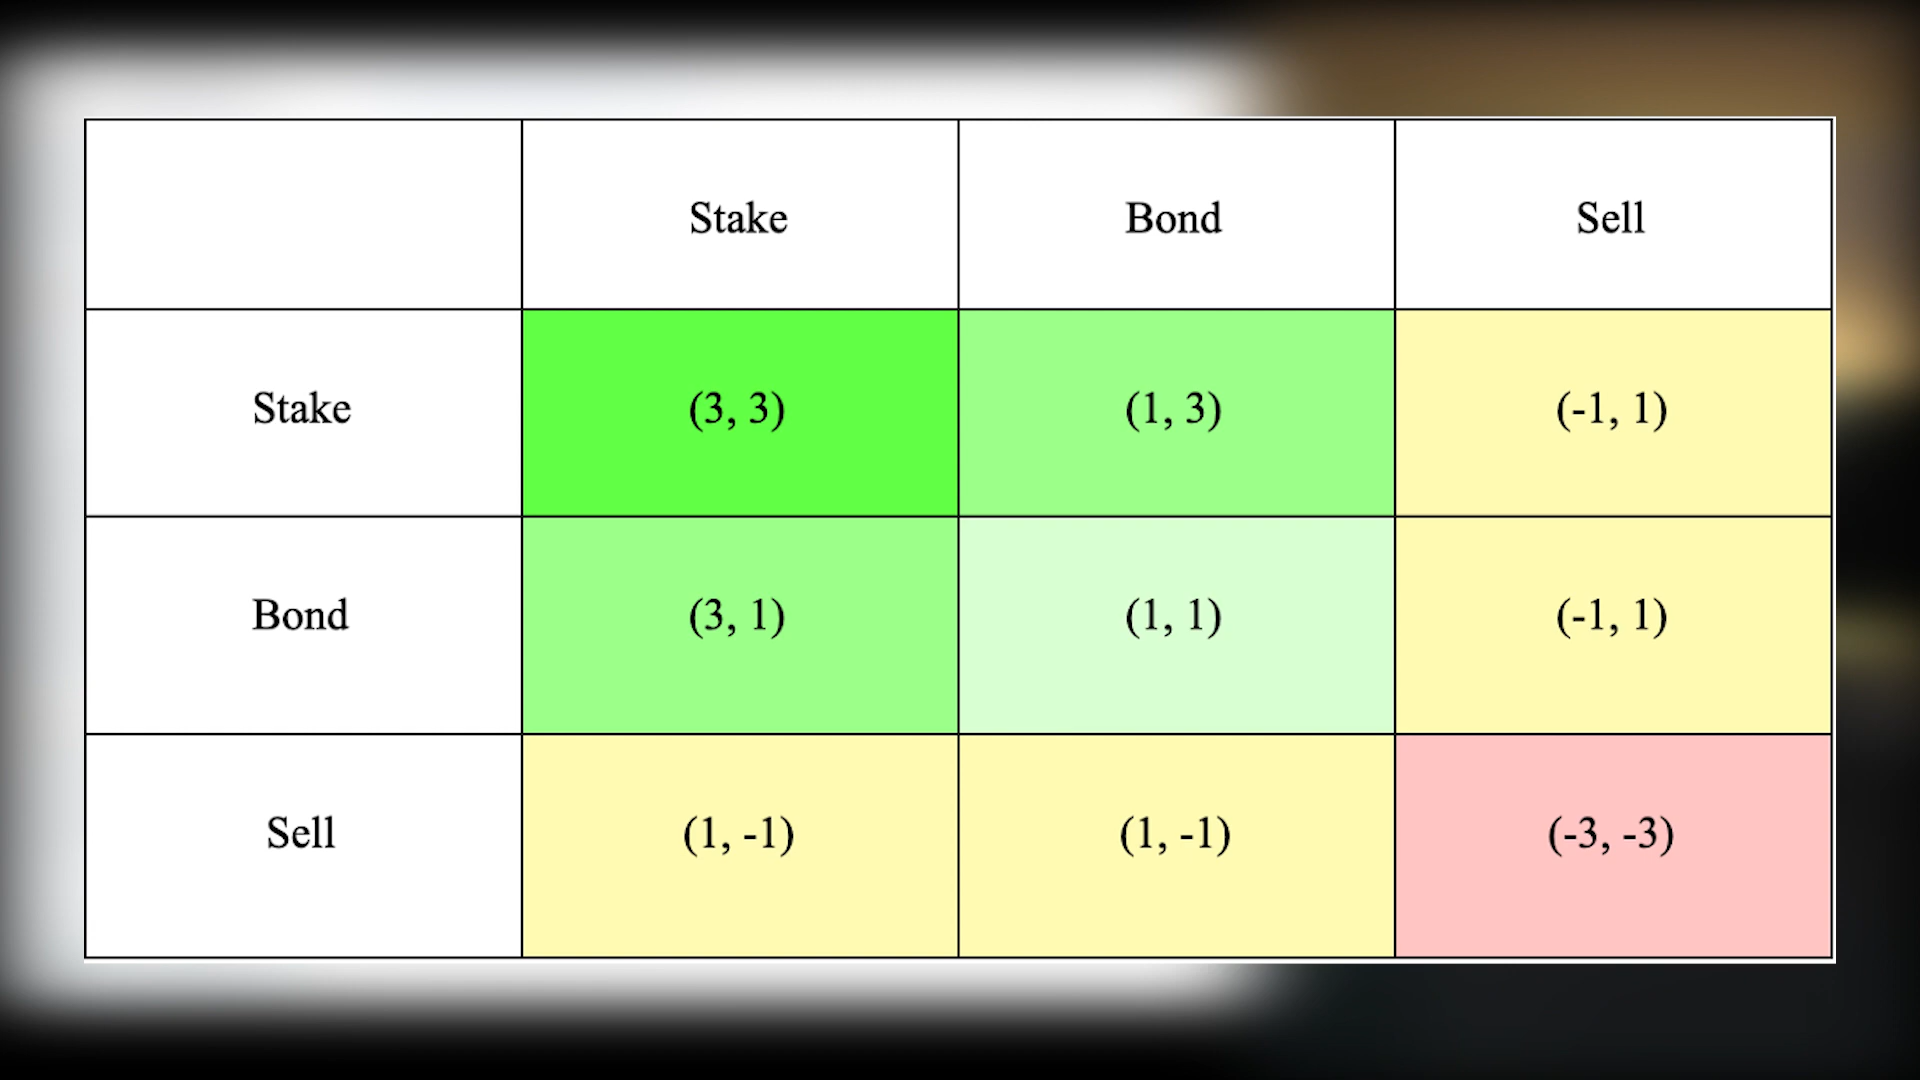 Stake Bond Sell
Stake (3, 3) (1, 3) (-1, 1)
Bond (3, 1) (1, 1) (-1, 1)
Sell (1, -1) (1, -1) (-3, -3)